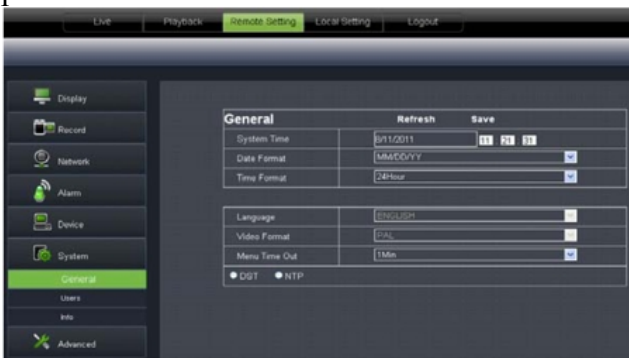 Live Playback Remote Setting Local Setting Logout
Display
Record
Network
Alarm
Device
System
General
Users
Info
Advanced
General Refresh Save
System Time 8/11/2011 11 21 31
Date Format MM/DD/YY
Time Format 24Hour
Language ENGLISH
Video Format PAL
Menu Time Out 1Min
DST NTP